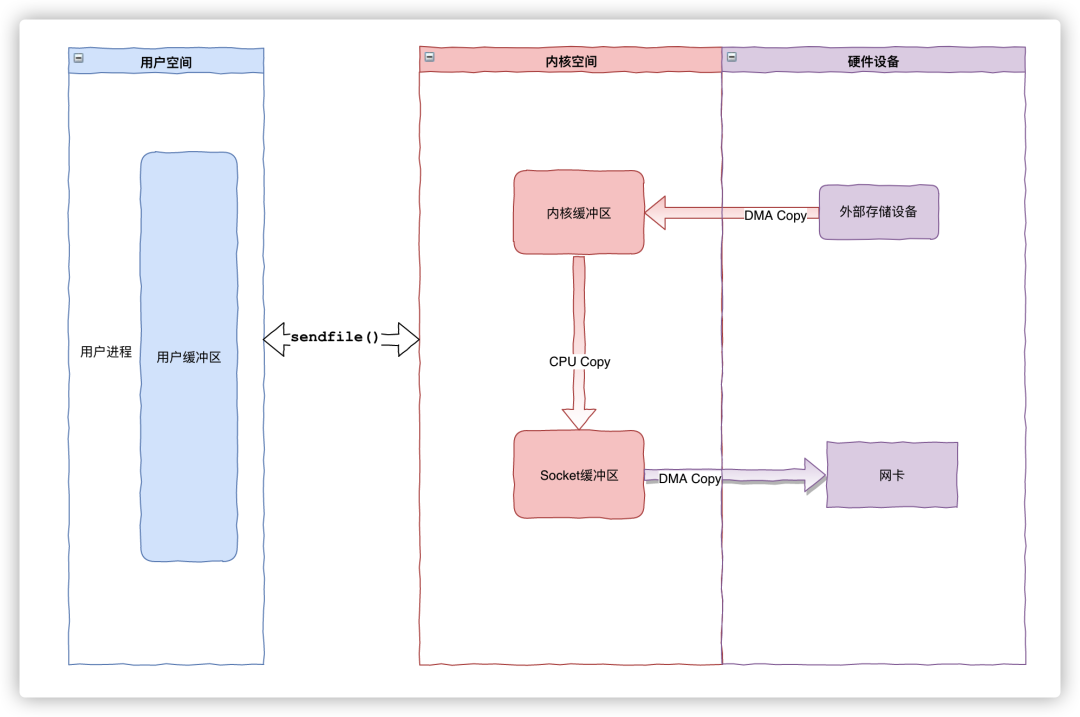 用户空间
内核空间
硬件设备
内核缓冲区
DMA Copy
外部存储设备
用户进程
用户缓冲区
sendfile()
CPU Copy
Socket缓冲区
DMA Copy
网卡